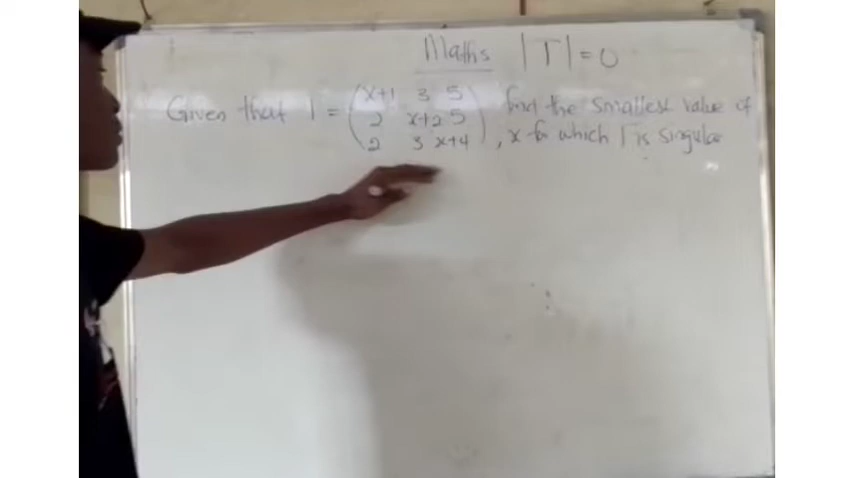 Maths |T| = 0
Given that T = (x+1 3 5 find the smallest value of
2 x+2 5
2 3 x+4) , x for which T is singular